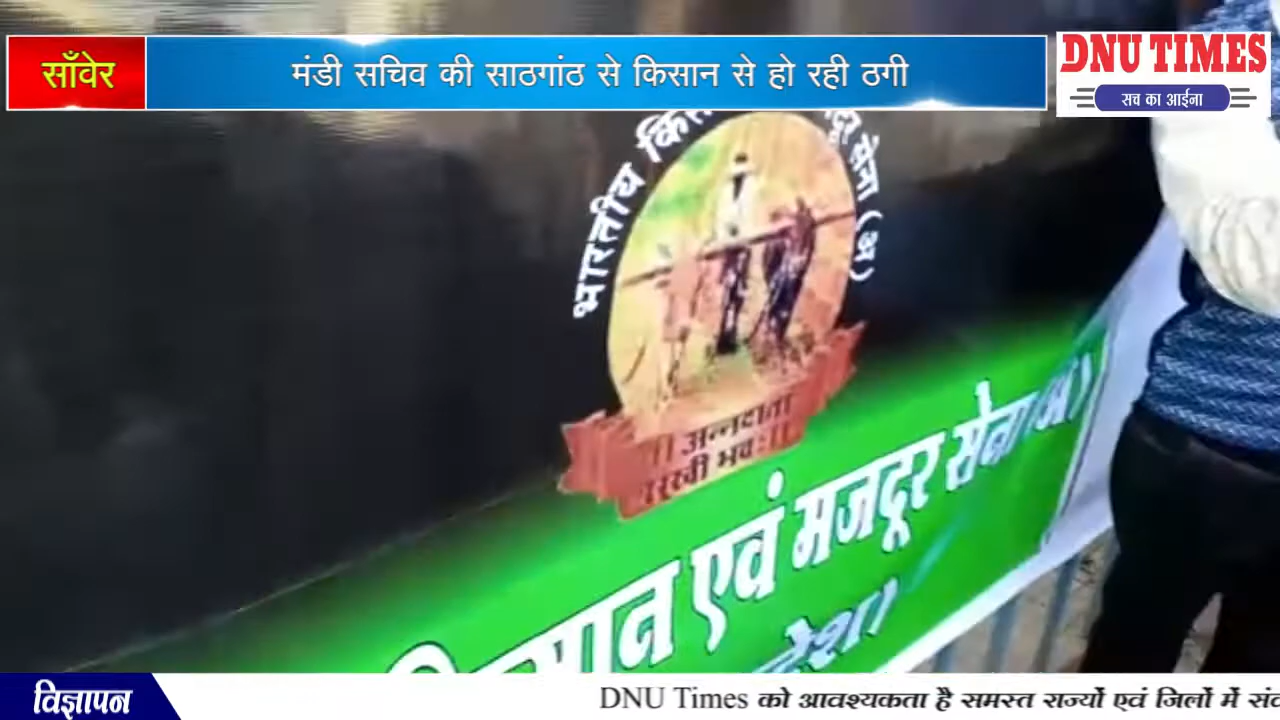 साँवेर
मंडी सचिव की साठगांठ से किसान से हो रही ठगी
DNU TIMES
सच का आईना
भारतीय
सेना (अ)
।। अन्नदाता
भवः।।
एवं मजदूर सेना (अ)
विज्ञापन
DNU Times को आवश्यकता है समस्त राज्यों एवं जिलों में